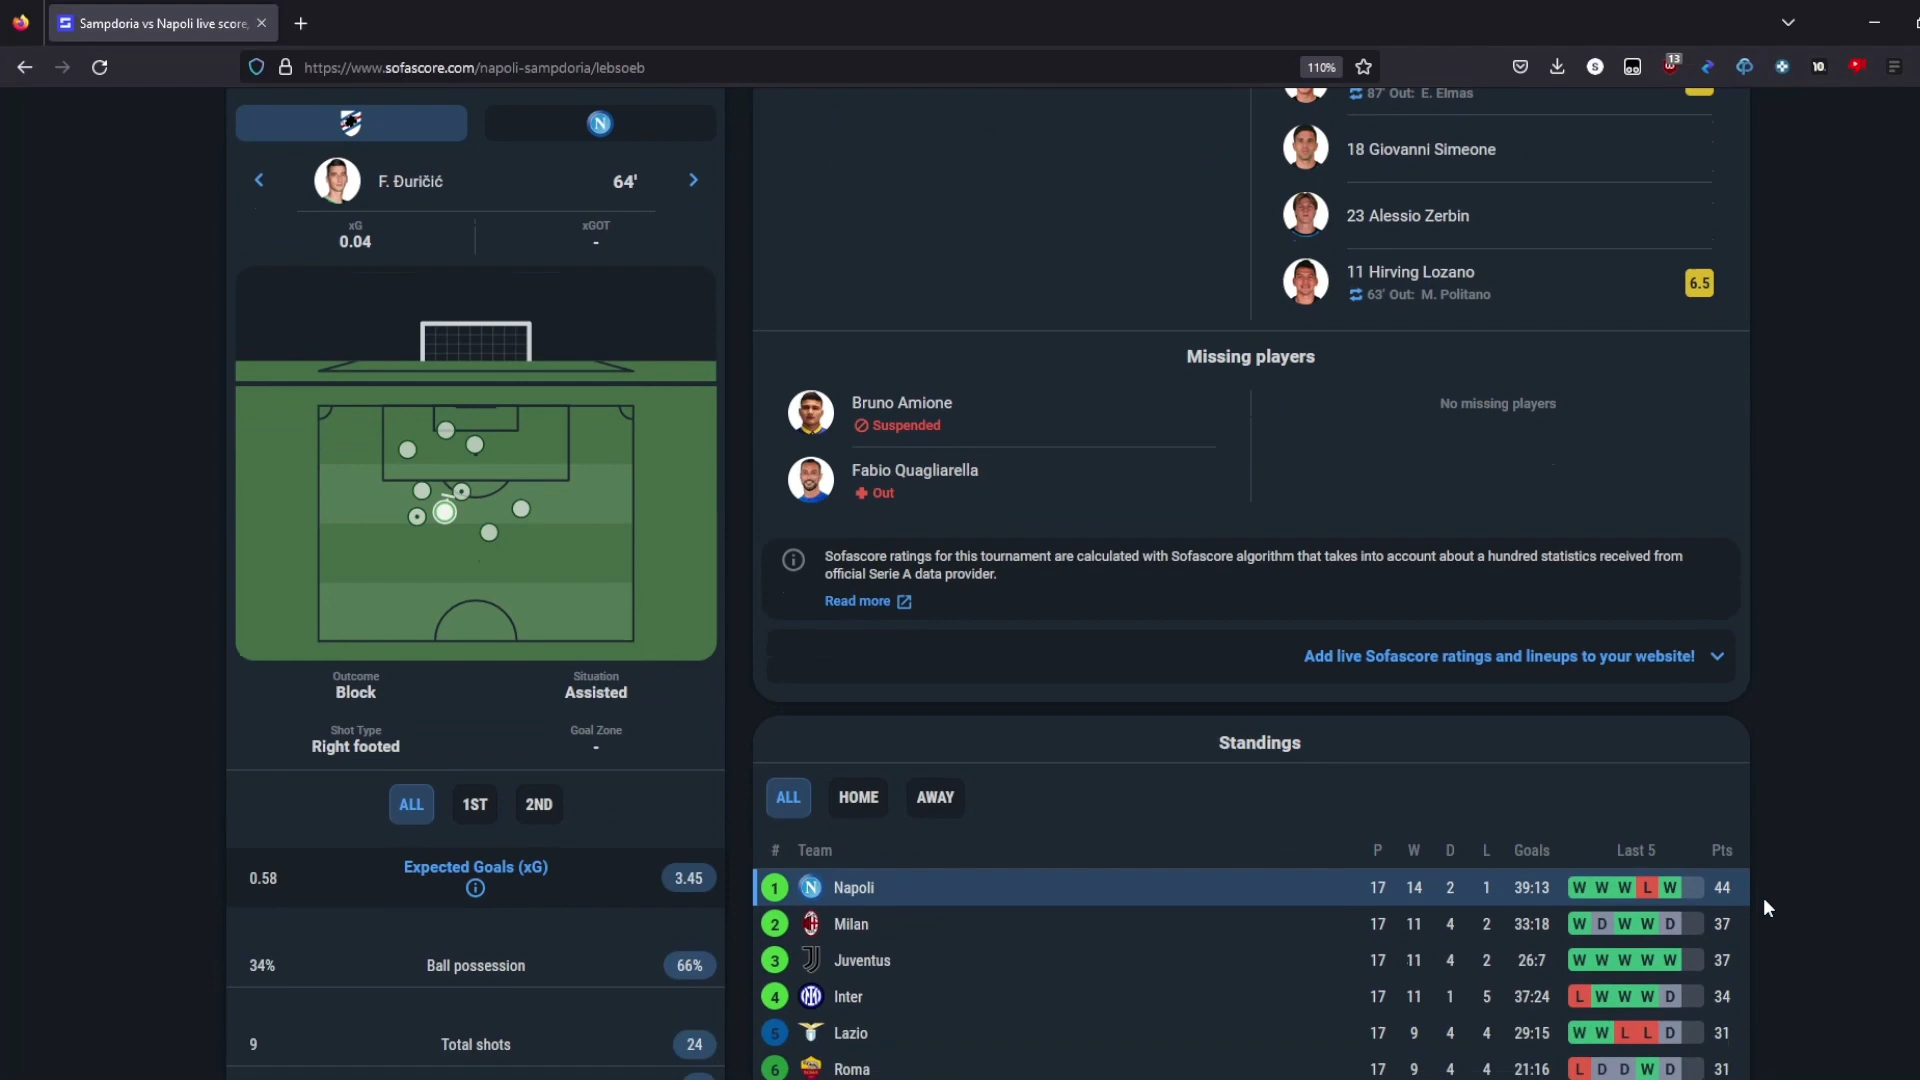 Sampdoria vs Napoli live score,
https://www.sofascore.com/napoli-sampdoria/lebsoeb
110%
13
10.
F. Đuričić
64'
xG
xGOT
0.04
-
Outcome
Situation
Block
Assisted
Shot Type
Goal Zone
Right footed
-
ALL
1ST
2ND
0.58
Expected Goals (xG)
3.45
34%
Ball possession
66%
9
Total shots
24
87' Out: E. Elmas
18 Giovanni Simeone
23 Alessio Zerbin
11 Hirving Lozano
63' Out: M. Politano
6.5
Missing players
Bruno Amione
Suspended
Fabio Quagliarella
Out
No missing players
Sofascore ratings for this tournament are calculated with Sofascore algorithm that takes into account about a hundred statistics received from
official Serie A data provider.
Read more
Add live Sofascore ratings and lineups to your website!
Standings
ALL
HOME
AWAY
# Team P W D L Goals Last 5 Pts
1 Napoli 17 14 2 1 39:13 W W W L W 44
2 Milan 17 11 4 2 33:18 W D W W D 37
3 Juventus 17 11 4 2 26:7 W W W W W 37
4 Inter 17 11 1 5 37:24 L W W W D 34
5 Lazio 17 9 4 4 29:15 W W L L D 31
6 Roma 17 9 4 4 21:16 L D D W D 31